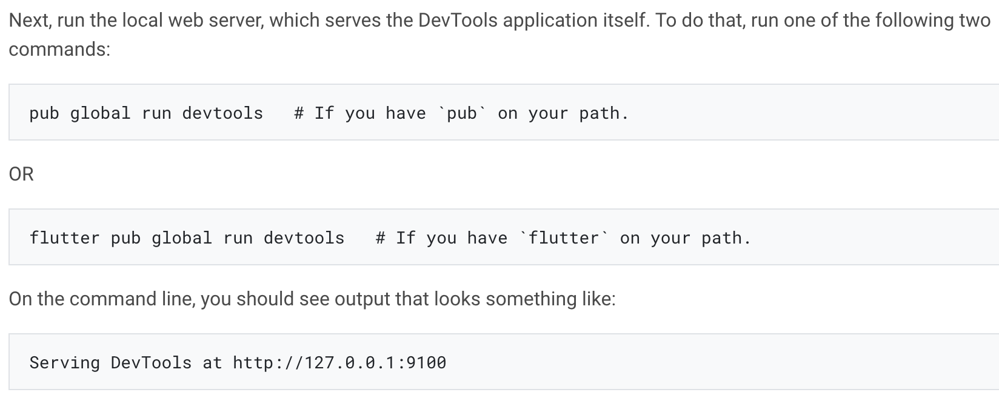 Next, run the local web server, which serves the DevTools application itself. To do that, run one of the following two
commands:
pub global run devtools   # If you have `pub` on your path.
OR
flutter pub global run devtools   # If you have `flutter` on your path.
On the command line, you should see output that looks something like:
Serving DevTools at http://127.0.0.1:9100